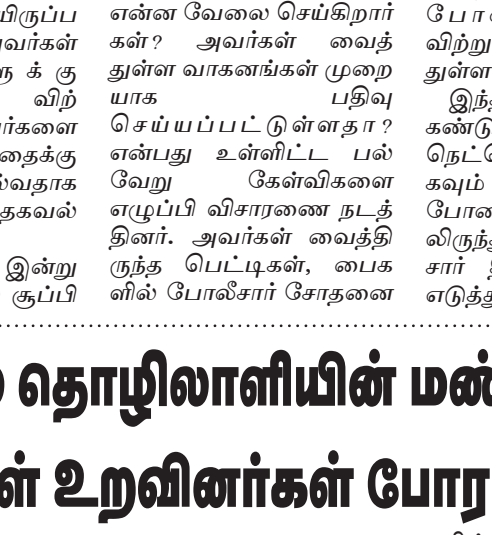 யிருப்ப
வர்கள்
ளு க் கு
விற்
ர்களை
தைக்கு
ல்வதாக
தகவல்
இன்று
சூப்பி
என்ன வேலை செய்கிறார்
கள்? அவர்கள் வைத்
துள்ள வாகனங்கள் முறை
யாக பதிவு
செய்யப்பட்டுள்ளதா?
என்பது உள்ளிட்ட பல்
வேறு கேள்விகளை
எழுப்பி விசாரணை நடத்
தினர். அவர்கள் வைத்தி
ருந்த பெட்டிகள், பைக
ளில் போலீசார் சோதனை
விற்று
துள்ள
இந்த
கண்டு
கவும்
லிருந்து
சார்
எடுத்து
தொழிலாளியின் மண்
ள் உறவினர்கள் போர